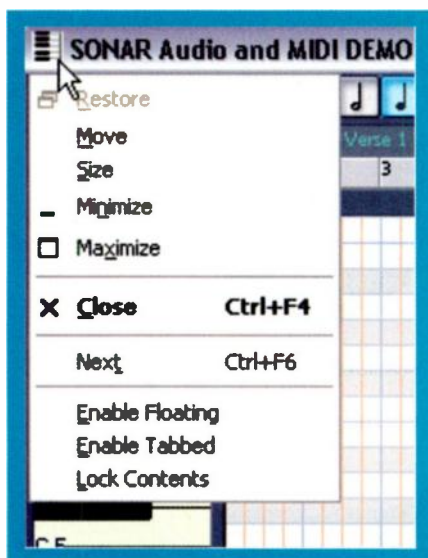 SONAR Audio and MIDI DEMO
Restore
Move
Verse 1
Size
3
Minimize
Maximize
Close Ctrl+F4
Next Ctrl+F6
Enable Floating
Enable Tabbed
Lock Contents